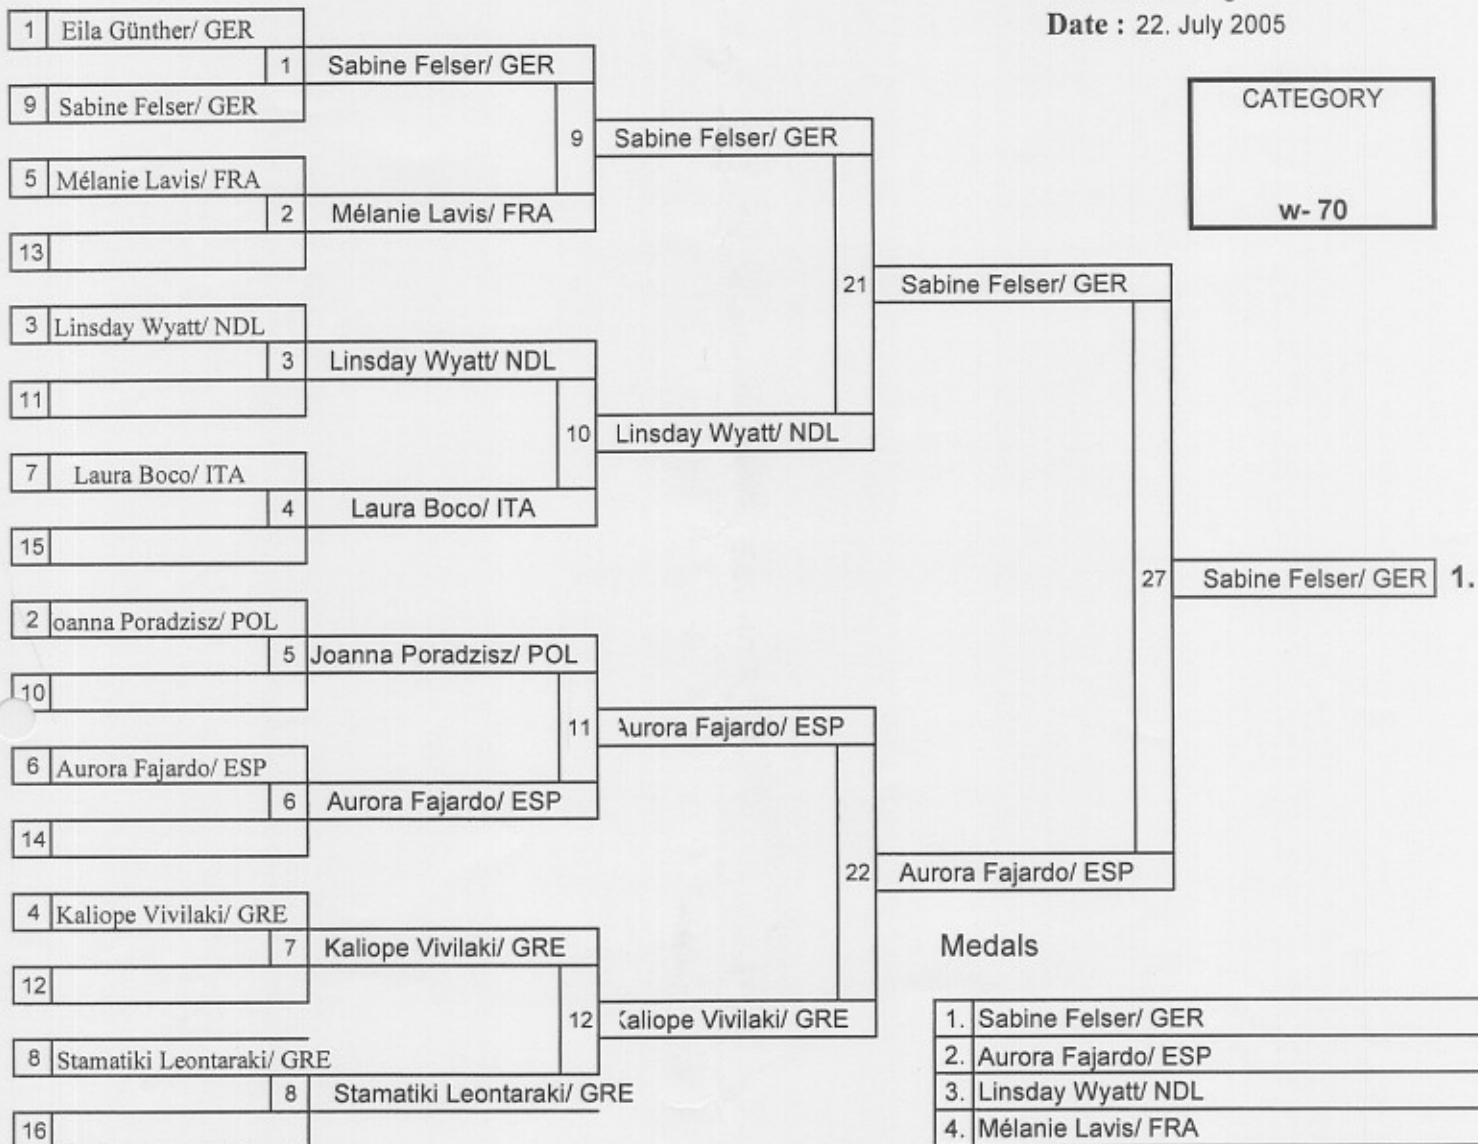 Date : 22. July 2005
CATEGORY
w- 70
1 Eila Günther/ GER
1 Sabine Felser/ GER
9 Sabine Felser/ GER
9 Sabine Felser/ GER
5 Mélanie Lavis/ FRA
2 Mélanie Lavis/ FRA
13
21 Sabine Felser/ GER
3 Linsday Wyatt/ NDL
3 Linsday Wyatt/ NDL
11
10 Linsday Wyatt/ NDL
7 Laura Boco/ ITA
4 Laura Boco/ ITA
15
27 Sabine Felser/ GER 1.
2 oanna Poradzisz/ POL
5 Joanna Poradzisz/ POL
10
11 Aurora Fajardo/ ESP
6 Aurora Fajardo/ ESP
6 Aurora Fajardo/ ESP
14
22 Aurora Fajardo/ ESP
4 Kaliope Vivilaki/ GRE
7 Kaliope Vivilaki/ GRE
12
12 Kaliope Vivilaki/ GRE
8 Stamatiki Leontaraki/ GRE
8 Stamatiki Leontaraki/ GRE
16
Medals
1. Sabine Felser/ GER
2. Aurora Fajardo/ ESP
3. Linsday Wyatt/ NDL
4. Mélanie Lavis/ FRA